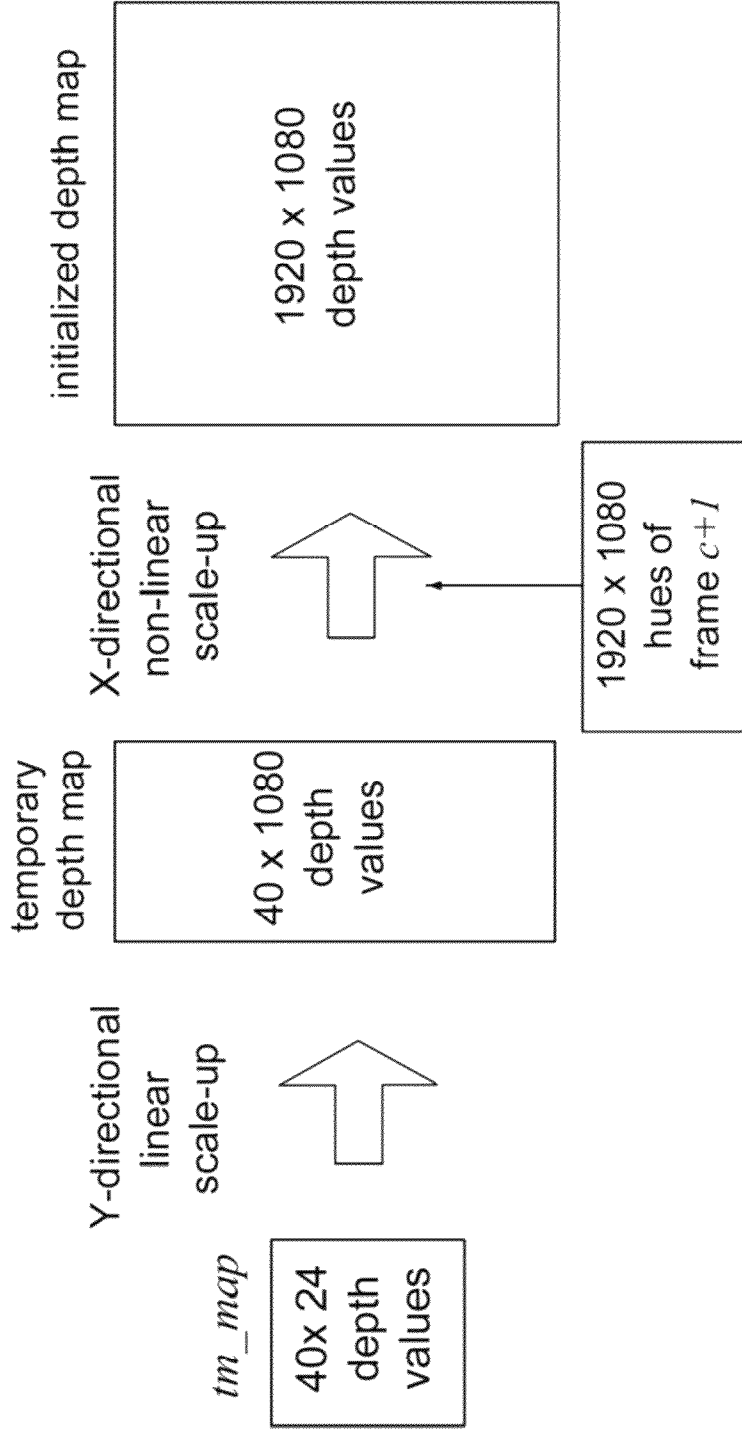 tm_map
40x 24
depth
values
Y-directional
linear
scale-up
temporary
depth map
40 x 1080
depth
values
X-directional
non-linear
scale-up
1920 x 1080
hues of
frame c+1
initialized depth map
1920 x 1080
depth values